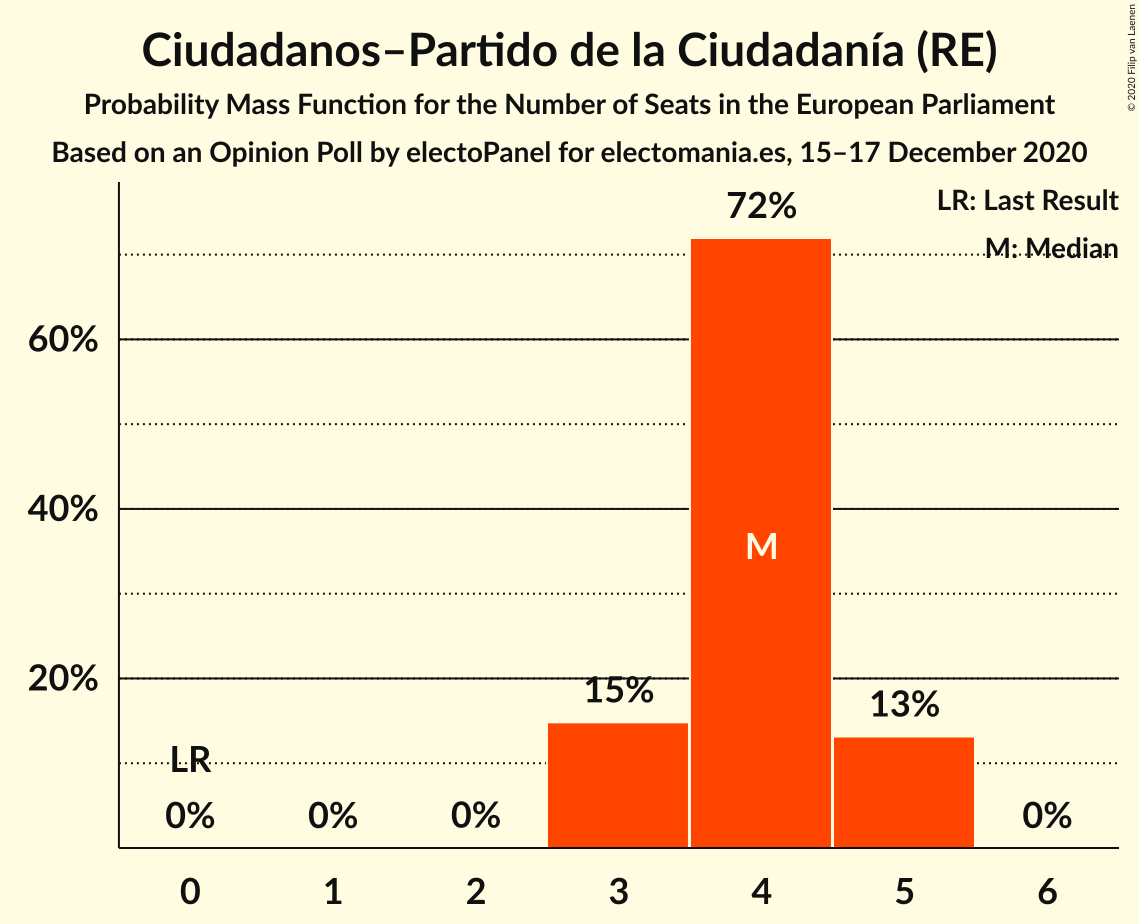 Ciudadanos–Partido de la Ciudadanía (RE)
Probability Mass Function for the Number of Seats in the European Parliament
Based on an Opinion Poll by electoPanel for electomania.es, 15–17 December 2020
© 2020 Filip van Laenen
LR: Last Result
M: Median
72%
60%
40%
M
20%
15%
13%
LR
0% 0% 0% 0%
0 1 2 3 4 5 6